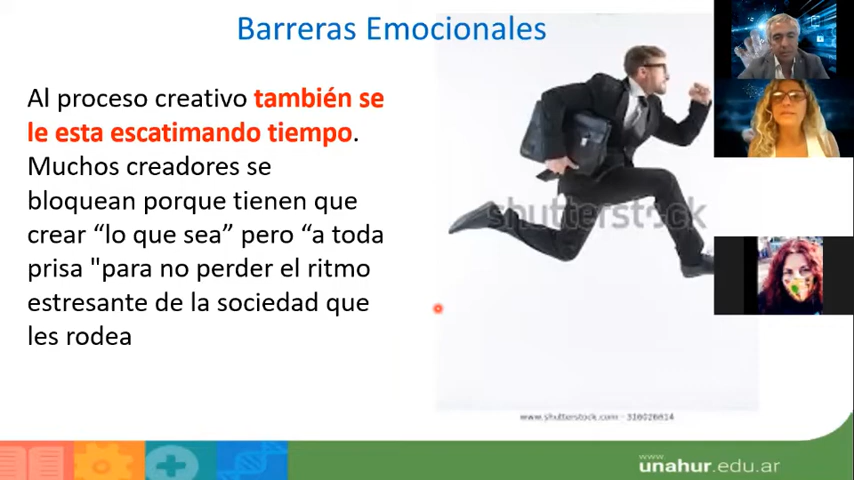 Barreras Emocionales
Al proceso creativo también se
le esta escatimando tiempo.
Muchos creadores se
bloquean porque tienen que
crear “lo que sea” pero “a toda
prisa "para no perder el ritmo
estresante de la sociedad que
les rodea
shutterstock
www.shutterstock.com - 316026614
www.
unahur.edu.ar